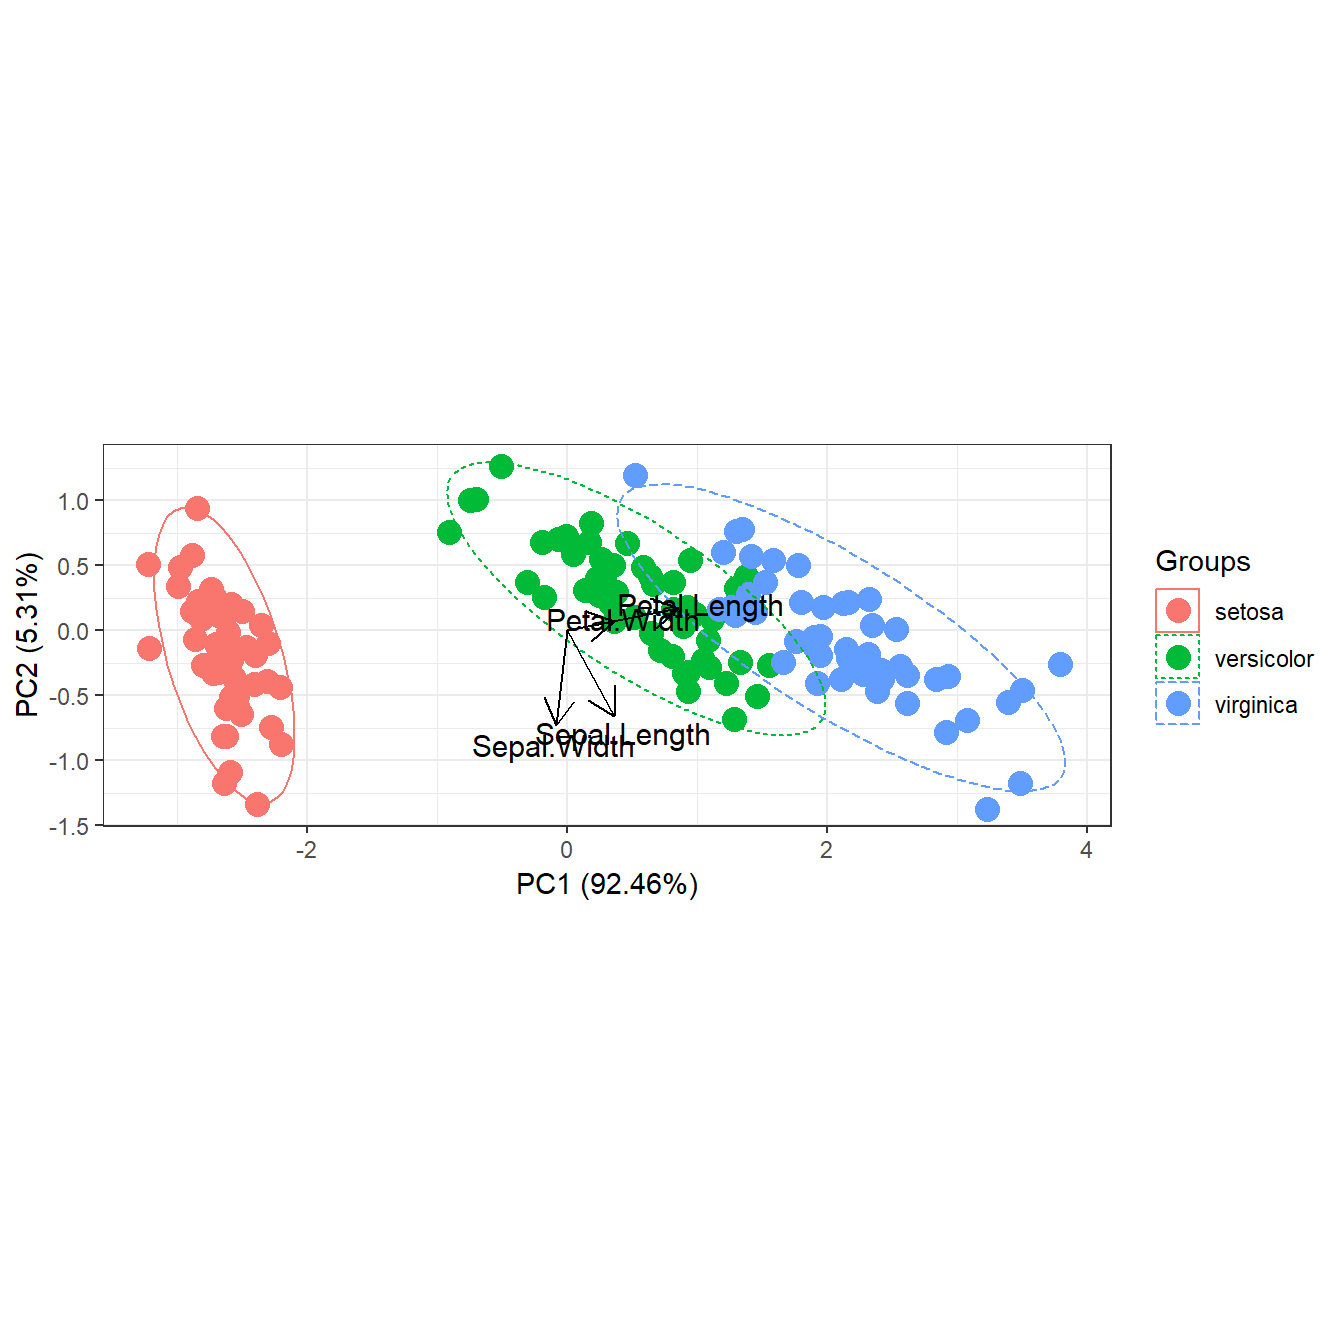 1.0
0.5
0.0
-0.5
-1.0
-1.5
PC2 (5.31%)
Petal.Length
Petal.Width
Sepal.Length
Sepal.Width
-2
0
2
4
PC1 (92.46%)
Groups
setosa
versicolor
virginica